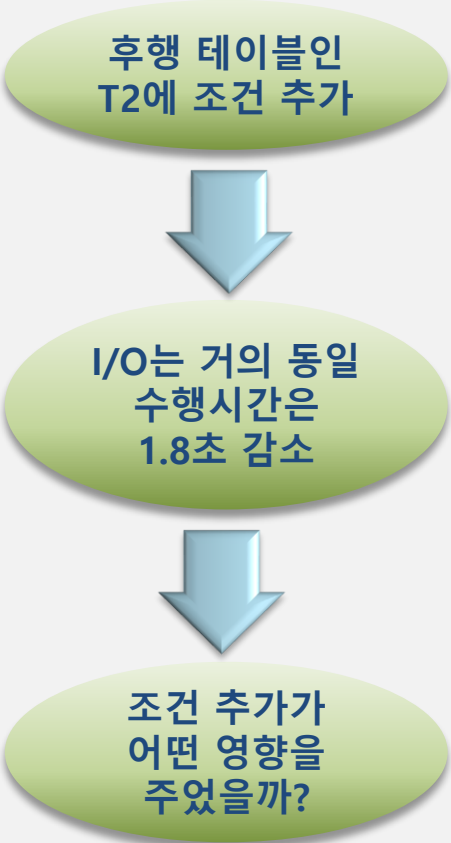 후행 테이블인
T2에 조건 추가
I/O는 거의 동일
수행시간은
1.8초 감소
조건 추가가
어떤 영향을
주었을까?